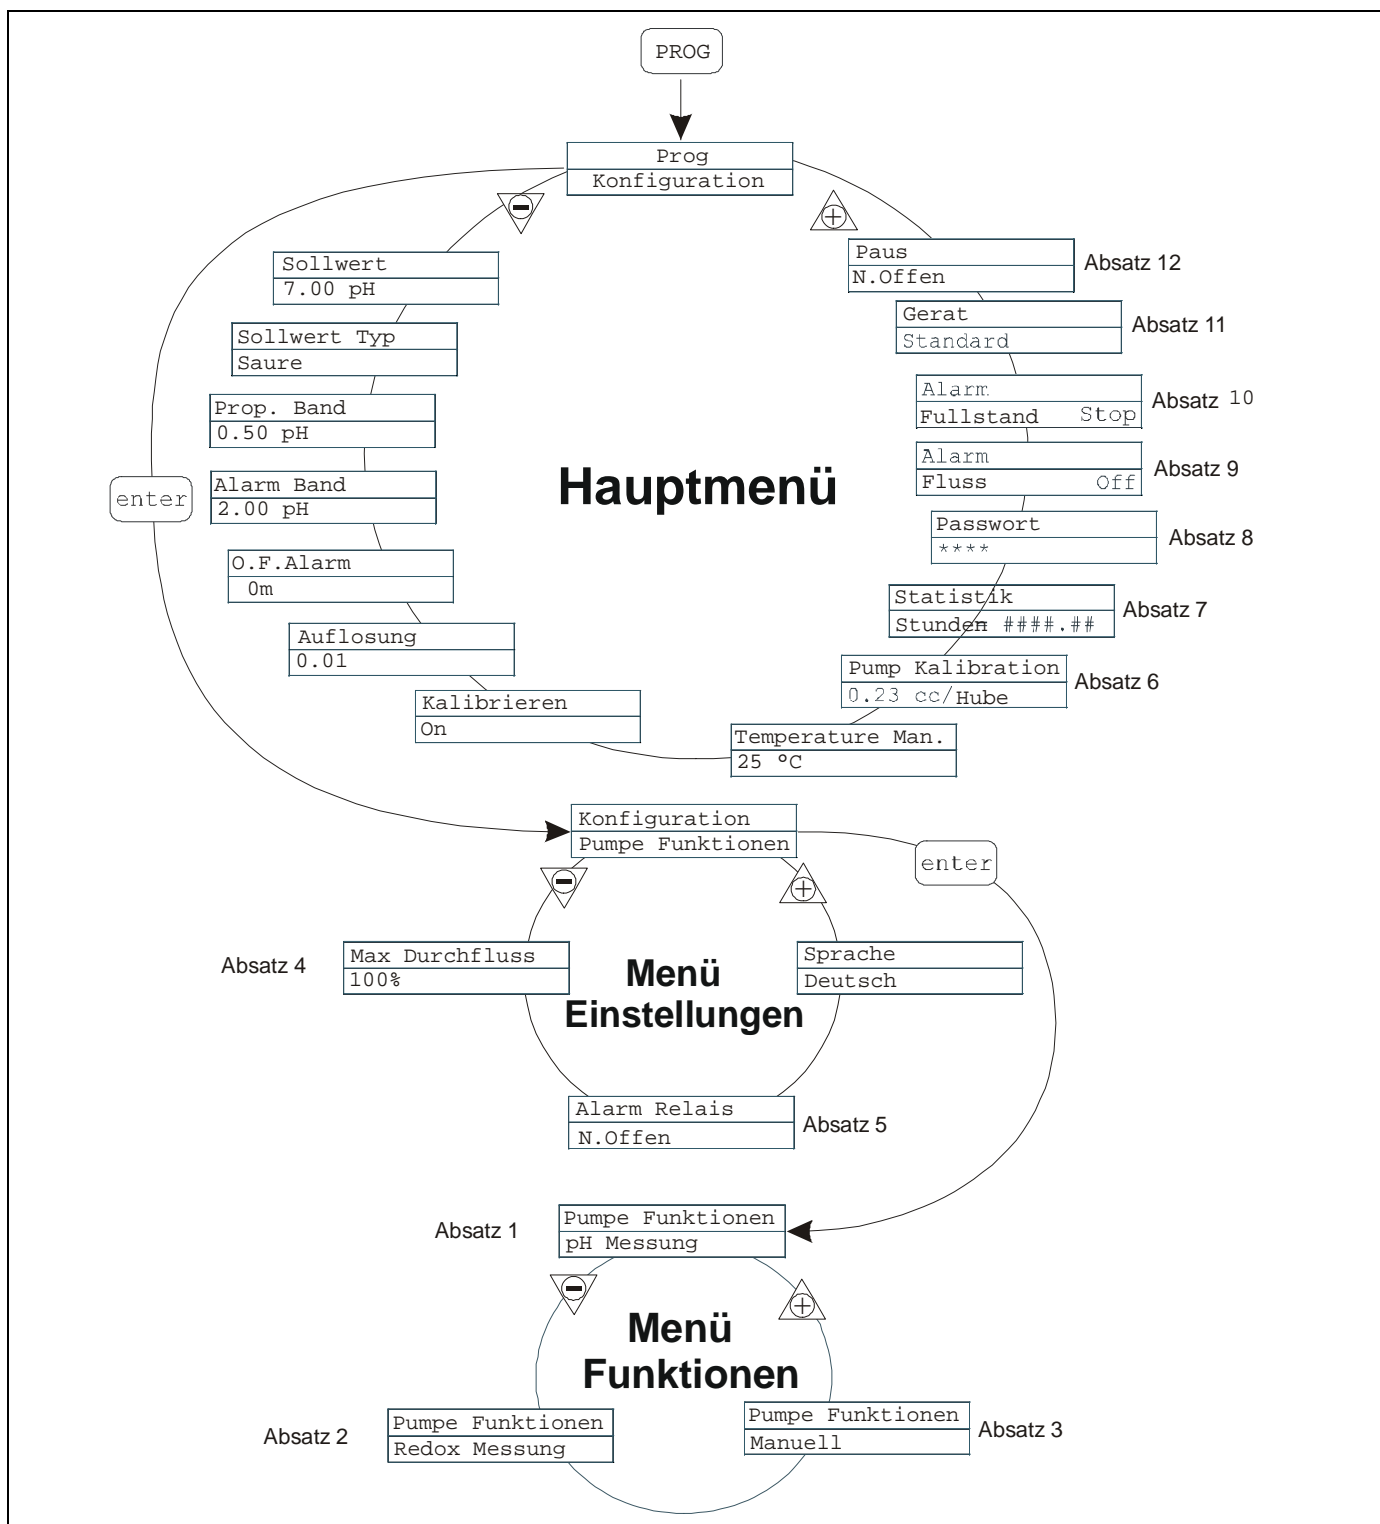 PROG
Prog
Konfiguration
Sollwert
7.00 pH
Sollwert Typ
Saure
Prop. Band
0.50 pH
Alarm Band
2.00 pH
O.F.Alarm
0m
Auflosung
0.01
Kalibrieren
On
Temperature Man.
25 °C
Pump Kalibration
0.23 cc/Hube
Absatz 6
Statistik
Stunden ####.##
Absatz 7
Passwort
****
Absatz 8
Alarm
Fluss Off
Absatz 9
Alarm
Fullstand Stop
Absatz 10
Gerat
Standard
Absatz 11
Paus
N.Offen
Absatz 12
Hauptmenü
enter
Konfiguration
Pumpe Funktionen
enter
Absatz 4
Max Durchfluss
100%
Menü
Einstellungen
Sprache
Deutsch
Alarm Relais
N.Offen
Absatz 5
Absatz 1
Pumpe Funktionen
pH Messung
Menü
Funktionen
Absatz 2
Pumpe Funktionen
Redox Messung
Pumpe Funktionen
Manuell
Absatz 3